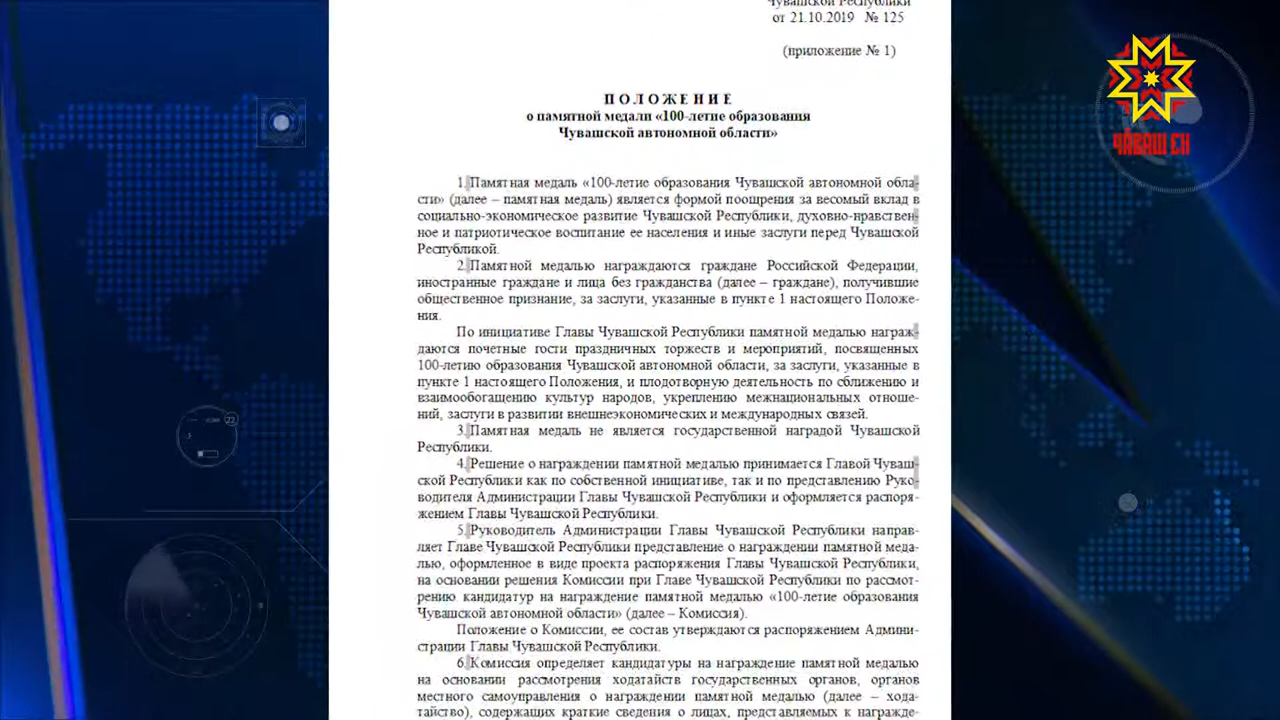 Чувашской Республики
от 21.10.2019 № 125
(приложение № 1)
ЧӐВАШ ЕН
П О Л О Ж Е Н И Е
о памятной медали «100-летие образования
Чувашской автономной области»
1. Памятная медаль «100-летие образования Чувашской автономной обла-
сти» (далее – памятная медаль) является формой поощрения за весомый вклад в
социально-экономическое развитие Чувашской Республики, духовно-нравствен-
ное и патриотическое воспитание ее населения и иные заслуги перед Чувашской
Республикой.
2. Памятной медалью награждаются граждане Российской Федерации,
иностранные граждане и лица без гражданства (далее – граждане), получившие
общественное признание, за заслуги, указанные в пункте 1 настоящего Положе-
ния.
По инициативе Главы Чувашской Республики памятной медалью награж-
даются почетные гости праздничных торжеств и мероприятий, посвященных
100-летию образования Чувашской автономной области, за заслуги, указанные в
пункте 1 настоящего Положения, и плодотворную деятельность по сближению и
взаимообогащению культур народов, укреплению межнациональных отноше-
ний, заслуги в развитии внешнеэкономических и международных связей.
3. Памятная медаль не является государственной наградой Чувашской
Республики.
4. Решение о награждении памятной медалью принимается Главой Чуваш-
ской Республики как по собственной инициативе, так и по представлению Руко-
водителя Администрации Главы Чувашской Республики и оформляется распоря-
жением Главы Чувашской Республики.
5. Руководитель Администрации Главы Чувашской Республики направ-
ляет Главе Чувашской Республики представление о награждении памятной меда-
лью, оформленное в виде проекта распоряжения Главы Чувашской Республики,
на основании решения Комиссии при Главе Чувашской Республики по рассмот-
рению кандидатур на награждение памятной медалью «100-летие образования
Чувашской автономной области» (далее – Комиссия).
Положение о Комиссии, ее состав утверждаются распоряжением Админи-
страции Главы Чувашской Республики.
6. Комиссия определяет кандидатуры на награждение памятной медалью
на основании рассмотрения ходатайств государственных органов, органов
местного самоуправления о награждении памятной медалью (далее – хода-
тайство), содержащих краткие сведения о лицах, представляемых к награжде-